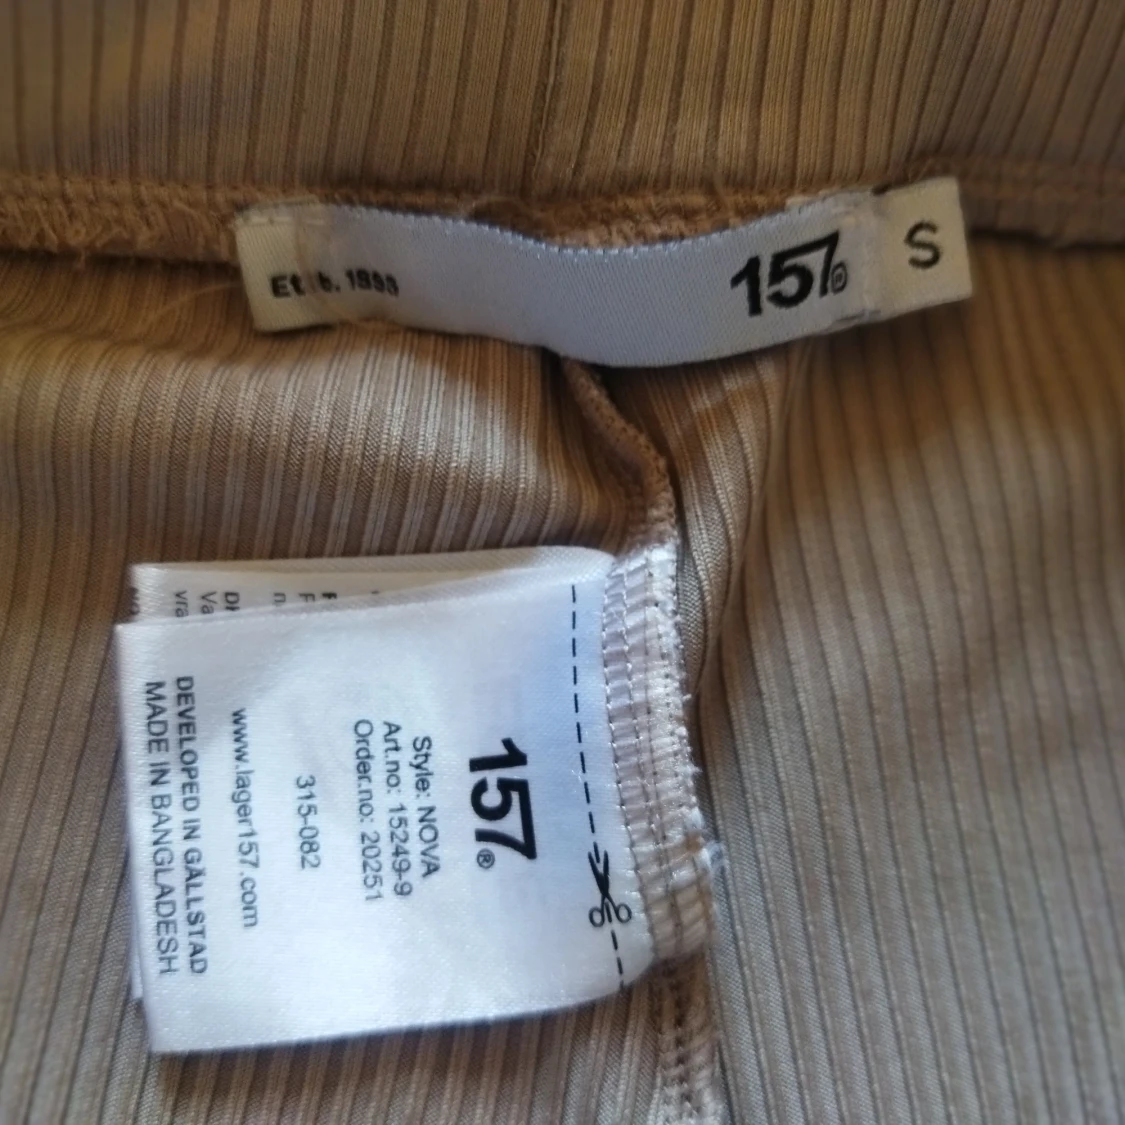 Estb. 1993
157®
S
157®
Style: NOVA
Art.no: 15249-9
Order.no: 20251
315-082
www.lager157.com
DEVELOPED IN GÄLLSTAD
MADE IN BANGLADESH